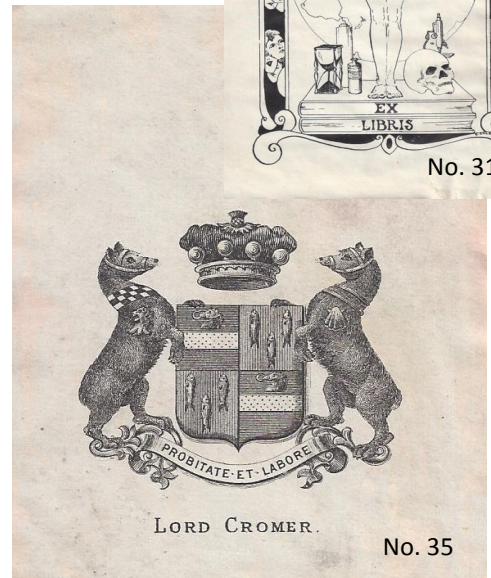 EX
LIBRIS
No. 31
PROBITATE·ET·LABORE
LORD CROMER.
No. 35